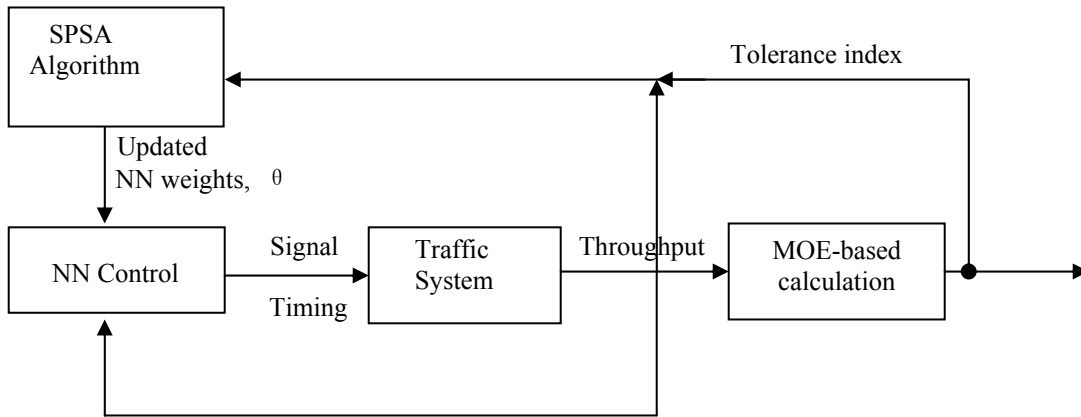 SPSA
Algorithm
Tolerance index
Updated
NN weights, θ
NN Control
Signal
Timing
Traffic
System
Throughput
MOE-based
calculation